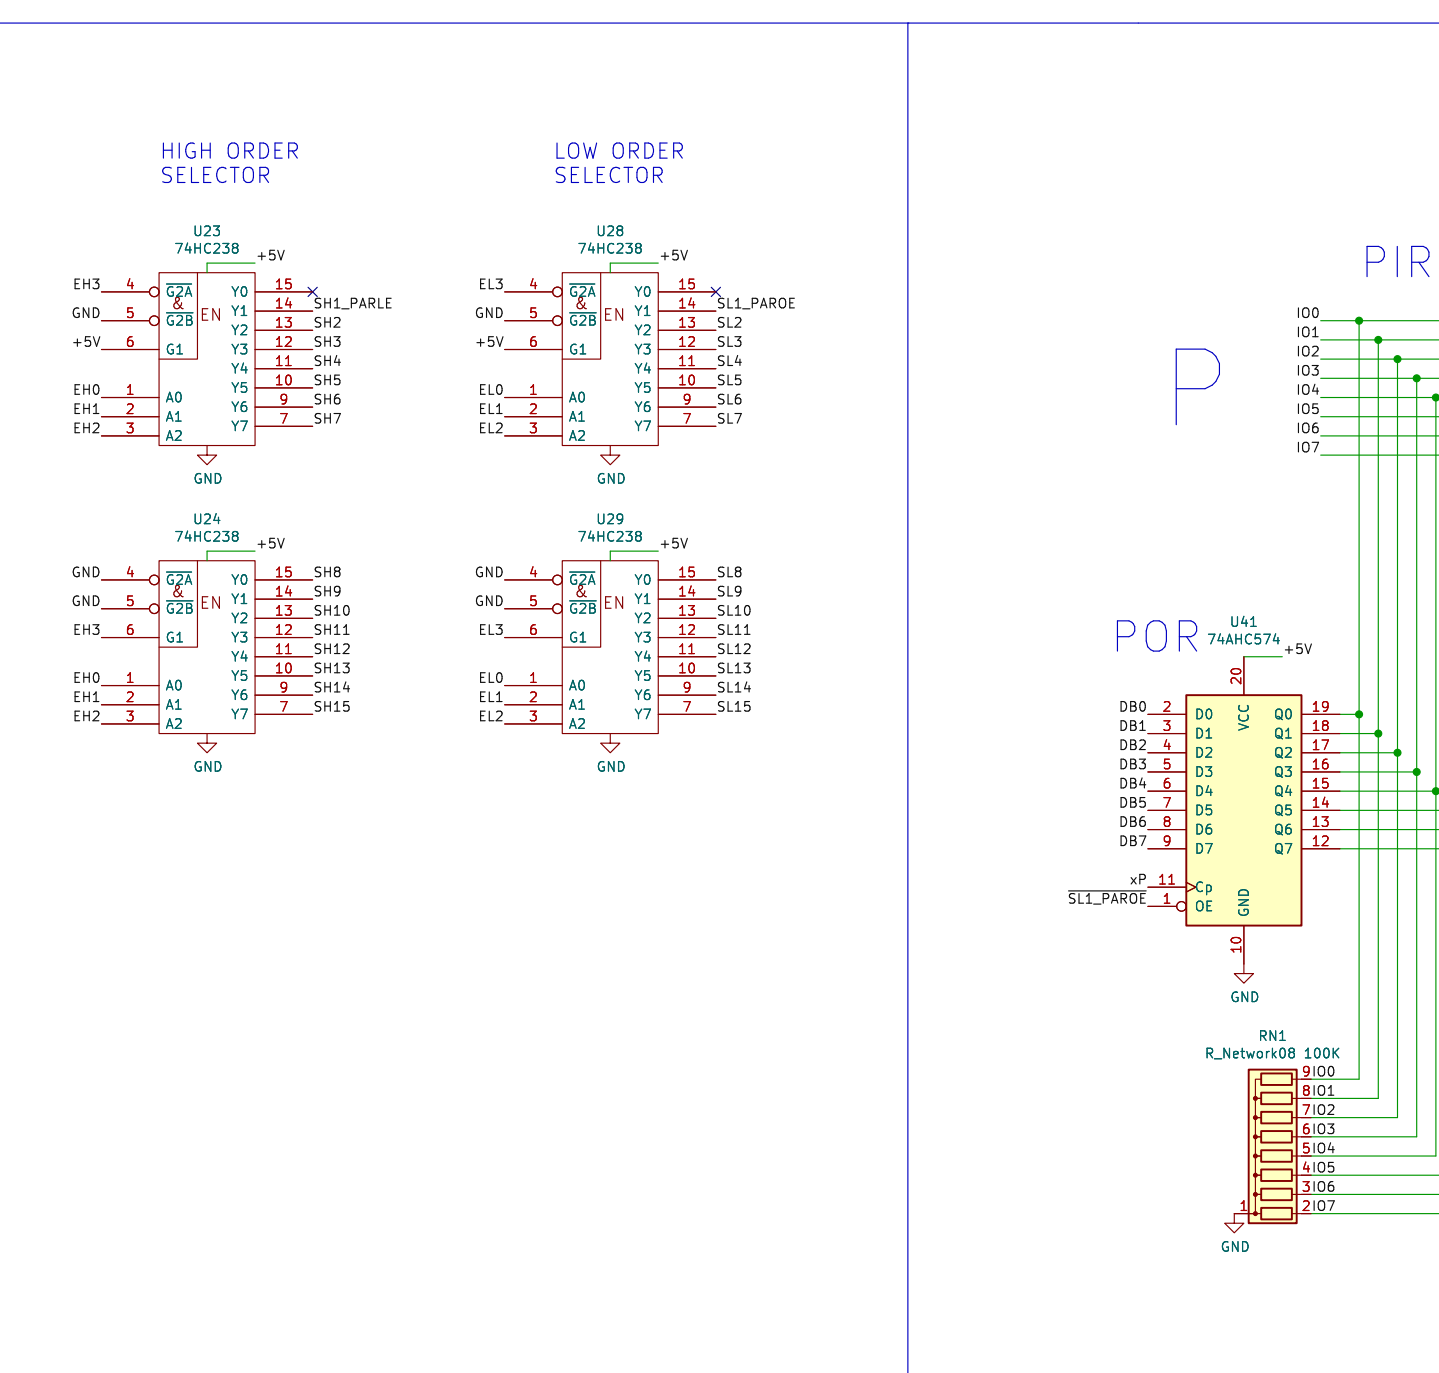 HIGH ORDER
SELECTOR
U23
74HC238
+5V
EH3 4 G2A Y0 15
& Y1 14 SH1_PARLE
GND 5 G2B EN Y2 13 SH2
+5V 6 G1 Y3 12 SH3
Y4 11 SH4
Y5 10 SH5
EH0 1 A0 Y6 9 SH6
EH1 2 A1 Y7 7 SH7
EH2 3 A2
GND
U24
74HC238
+5V
GND 4 G2A Y0 15 SH8
& Y1 14 SH9
GND 5 G2B EN Y2 13 SH10
EH3 6 G1 Y3 12 SH11
Y4 11 SH12
Y5 10 SH13
EH0 1 A0 Y6 9 SH14
EH1 2 A1 Y7 7 SH15
EH2 3 A2
GND
LOW ORDER
SELECTOR
U28
74HC238
+5V
EL3 4 G2A Y0 15
& Y1 14 SL1_PAROE
GND 5 G2B EN Y2 13 SL2
+5V 6 G1 Y3 12 SL3
Y4 11 SL4
Y5 10 SL5
EL0 1 A0 Y6 9 SL6
EL1 2 A1 Y7 7 SL7
EL2 3 A2
GND
U29
74HC238
+5V
GND 4 G2A Y0 15 SL8
& Y1 14 SL9
GND 5 G2B EN Y2 13 SL10
EL3 6 G1 Y3 12 SL11
Y4 11 SL12
Y5 10 SL13
EL0 1 A0 Y6 9 SL14
EL1 2 A1 Y7 7 SL15
EL2 3 A2
GND
P
PIR
IO0
IO1
IO2
IO3
IO4
IO5
IO6
IO7
POR
U41
74AHC574
+5V
20
VCC
DB0 2 D0 Q0 19
DB1 3 D1 Q1 18
DB2 4 D2 Q2 17
DB3 5 D3 Q3 16
DB4 6 D4 Q4 15
DB5 7 D5 Q5 14
DB6 8 D6 Q6 13
DB7 9 D7 Q7 12
xP 11 Cp
SL1_PAROE 1 OE
GND
10
GND
RN1
R_Network08 100K
9 IO0
8 IO1
7 IO2
6 IO3
5 IO4
4 IO5
3 IO6
1 2 IO7
GND